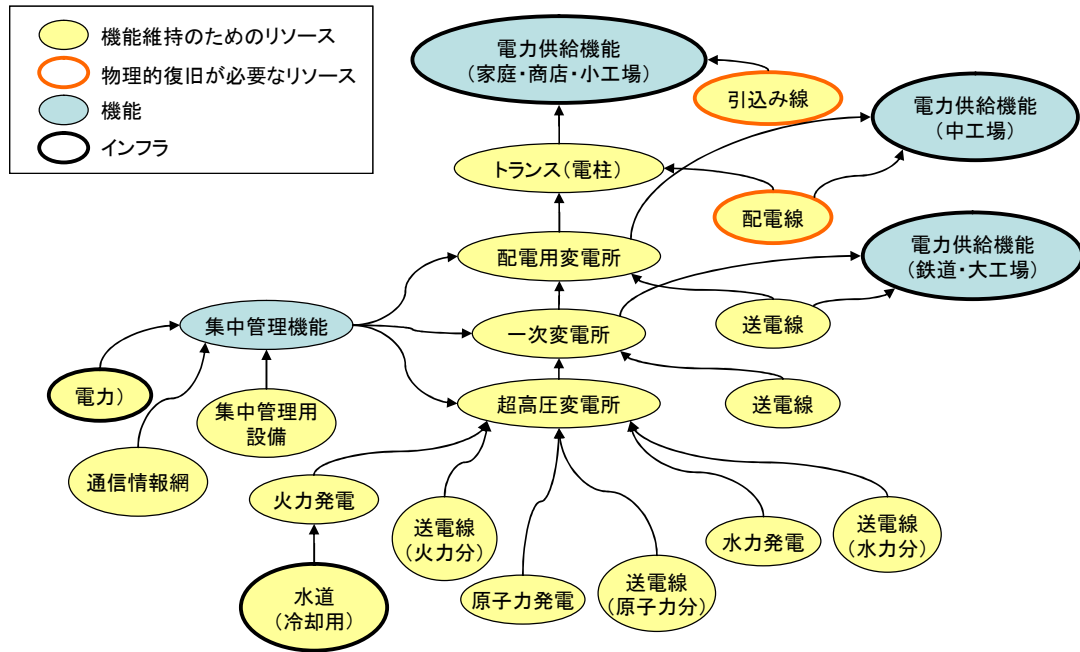 機能維持のためのリソース
物理的復旧が必要なリソース
機能
インフラ
電力供給機能
(家庭・商店・小工場)
引込み線
電力供給機能
(中工場)
トランス(電柱)
配電線
電力供給機能
(鉄道・大工場)
配電用変電所
送電線
集中管理機能
一次変電所
電力)
集中管理用
設備
超高圧変電所
送電線
通信情報網
火力発電
送電線
(火力分)
水力発電
送電線
(水力分)
水道
(冷却用)
原子力発電
送電線
(原子力分)